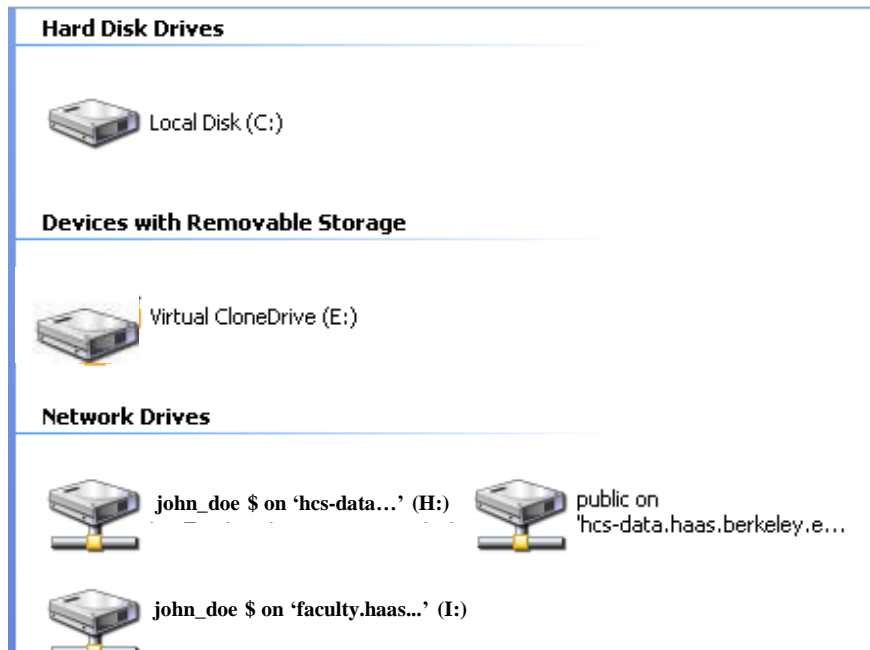 Hard Disk Drives
Local Disk (C:)
Devices with Removable Storage
Virtual CloneDrive (E:)
Network Drives
john_doe $ on ‘hcs-data…’ (H:)
public on
'hcs-data.haas.berkeley.e...
john_doe $ on ‘faculty.haas...’ (I:)